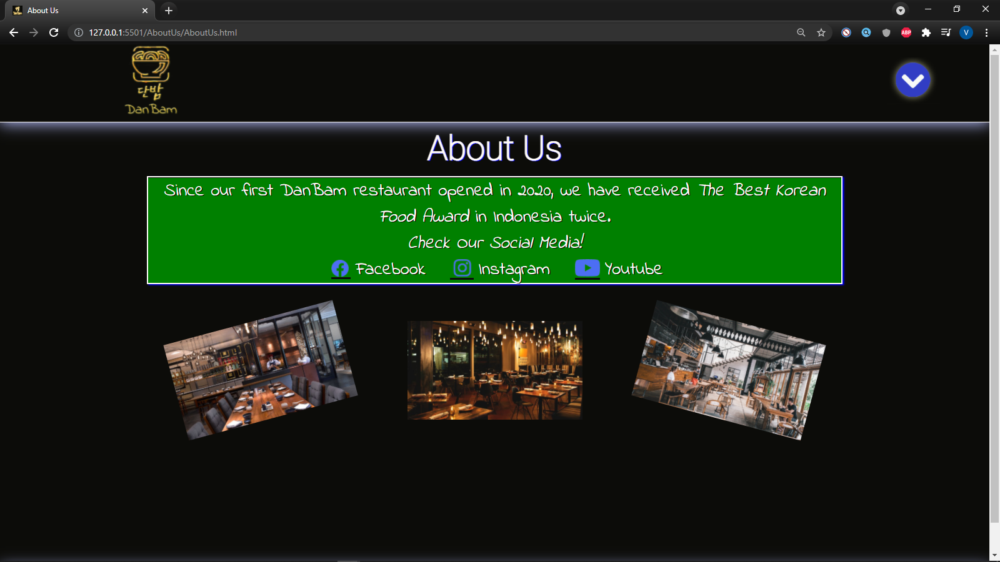 About Us
127.0.0.1:5501/AboutUs/AboutUs.html
ABP
V
단밤
DanBam
About Us
Since our first DanBam restaurant opened in 2020, we have received The Best Korean
Food Award in Indonesia twice.
Check Our Social Media!
Facebook Instagram Youtube